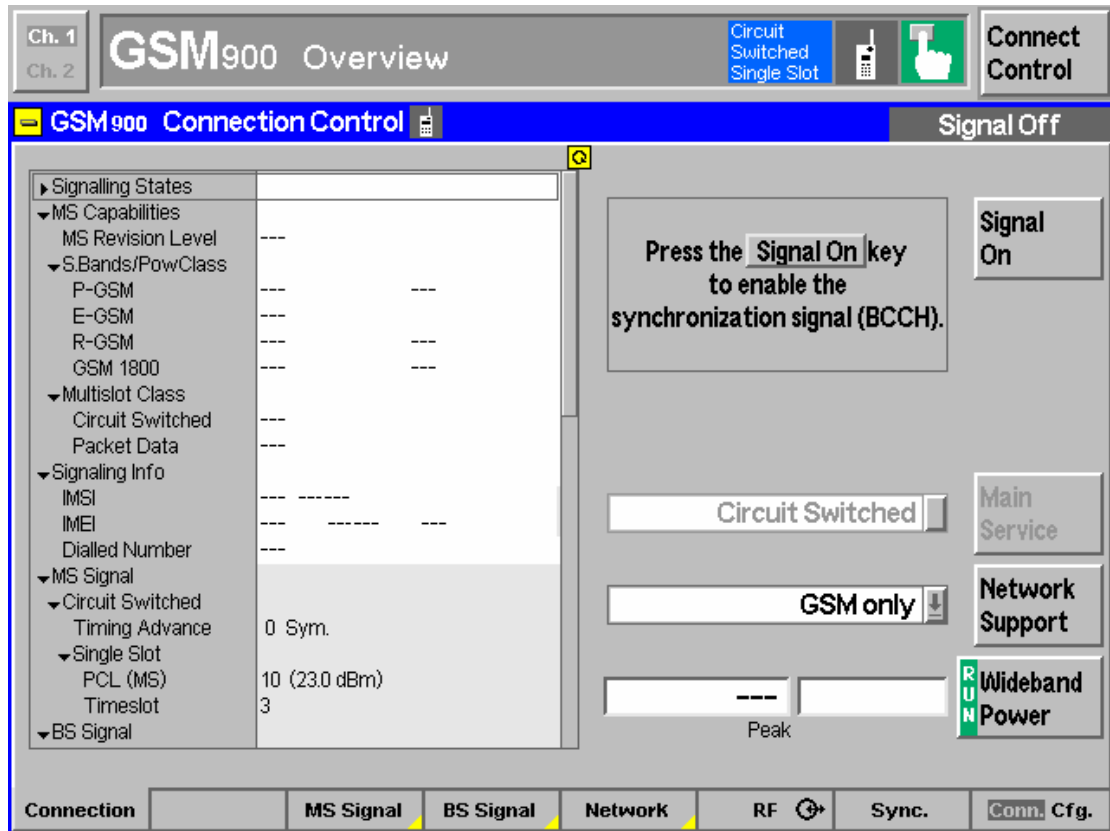 Ch. 1
Ch. 2
GSM900 Overview
Circuit
Switched
Single Slot
Connect
Control
GSM 900 Connection Control
Signal Off
Signalling States
MS Capabilities
MS Revision Level ---
S.Bands/PowClass
P-GSM --- ---
E-GSM ---
R-GSM --- ---
GSM 1800 --- ---
Multislot Class
Circuit Switched ---
Packet Data ---
Signaling Info
IMSI --- ------
IMEI --- ------ ---
Dialled Number ---
MS Signal
Circuit Switched
Timing Advance 0 Sym.
Single Slot
PCL (MS) 10 (23.0 dBm)
Timeslot 3
BS Signal
Press the Signal On key
to enable the
synchronization signal (BCCH).
Signal
On
Circuit Switched
Main
Service
GSM only
Network
Support
---
Peak
RUN
Wideband
Power
Connection
MS Signal
BS Signal
Network
RF
Sync.
Conn. Cfg.